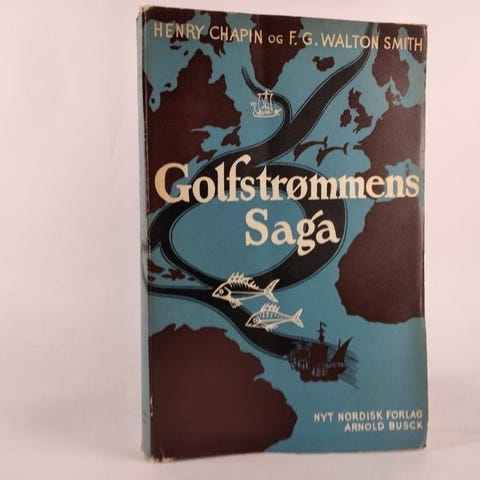 HENRY CHAPIN OG F. G. WALTON SMITH
Golfstrømmens
Saga
NYT NORDISK FORLAG
ARNOLD BUSCK